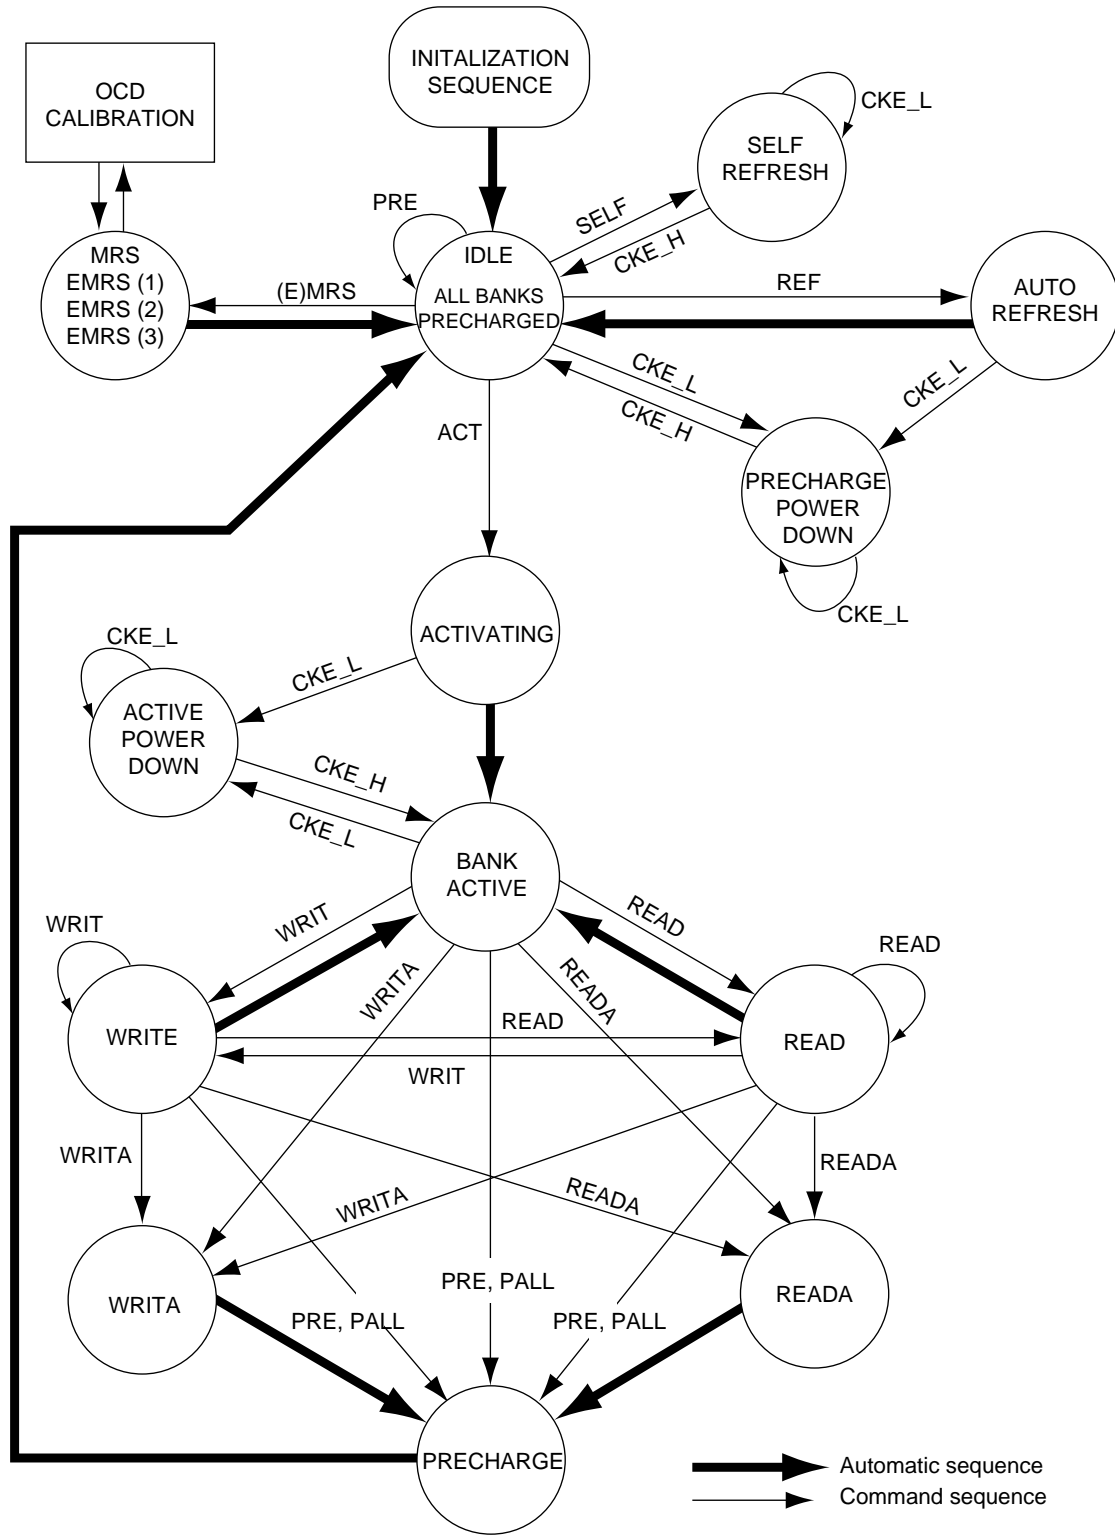 INITALIZATION
SEQUENCE
OCD
CALIBRATION
CKE_L
SELF
REFRESH
PRE
SELF
CKE_H
IDLE
ALL BANKS
PRECHARGED
MRS
EMRS (1)
EMRS (2)
EMRS (3)
(E)MRS
REF
AUTO
REFRESH
CKE_L
CKE_H
CKE_L
ACT
PRECHARGE
POWER
DOWN
CKE_L
ACTIVATING
CKE_L
CKE_L
ACTIVE
POWER
DOWN
CKE_H
CKE_L
BANK
ACTIVE
WRIT
WRIT
READ
READ
WRITA
READA
WRITE
READ
READ
WRIT
WRITA
READA
WRITA
READA
WRITA
READA
PRE, PALL
PRE, PALL
PRE, PALL
PRECHARGE
Automatic sequence
Command sequence